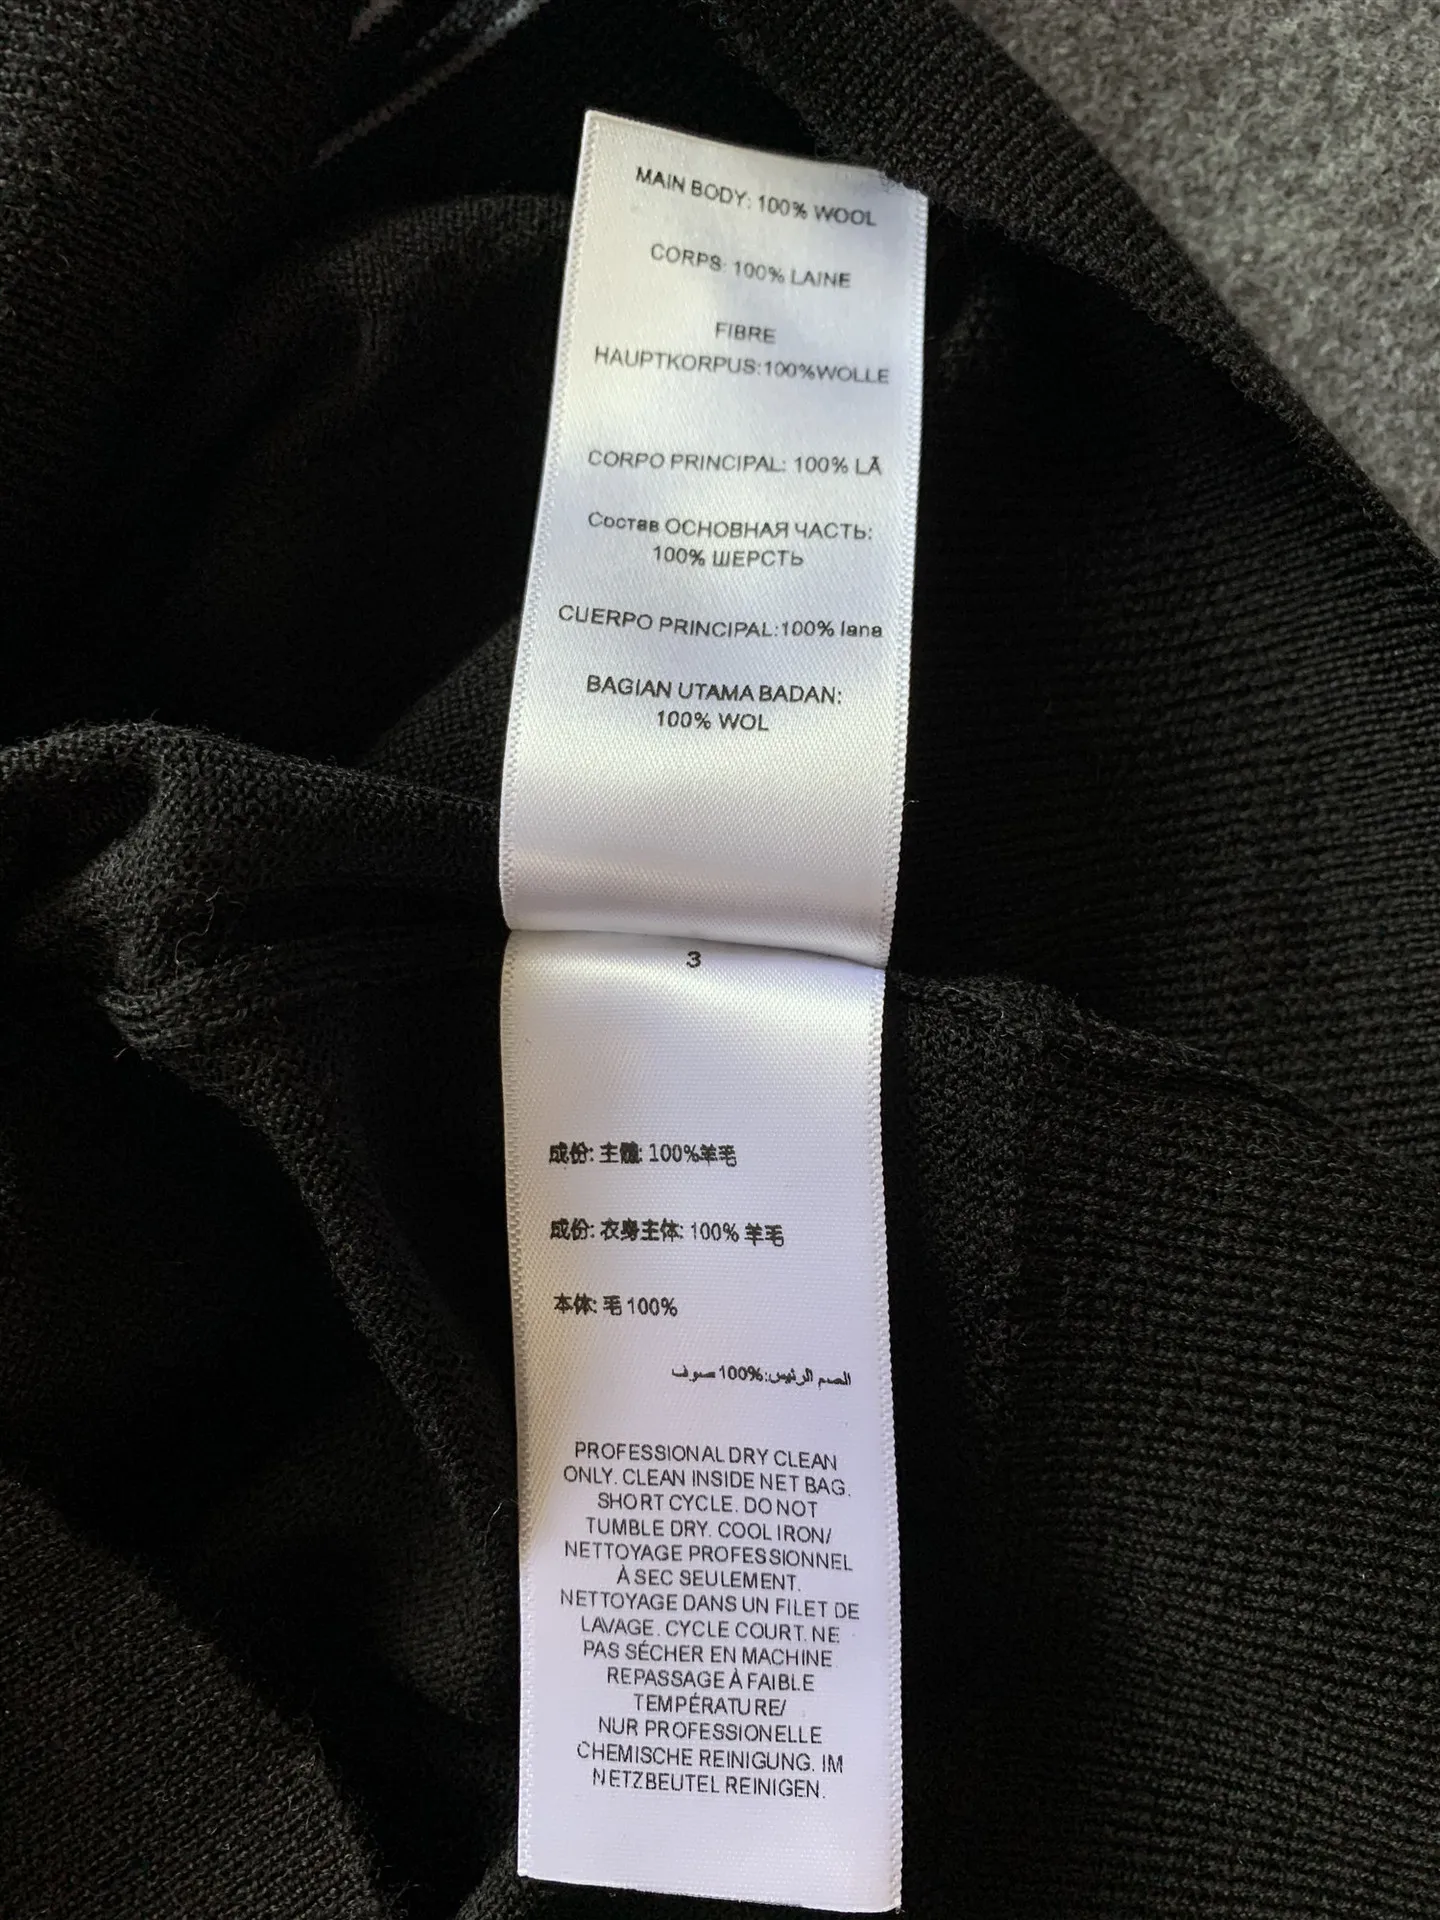 MAIN BODY: 100% WOOL
CORPS: 100% LAINE
FIBRE
HAUPTKORPUS:100%WOLLE
CORPO PRINCIPAL: 100% LÃ
Состав ОСНОВНАЯ ЧАСТЬ:
100% ШЕРСТЬ
CUERPO PRINCIPAL:100% lana
BAGIAN UTAMA BADAN:
100% WOL
3
成份: 主體: 100%羊毛
成份: 衣身主体: 100% 羊毛
本体: 毛 100%
الصم الرئيس:100% صوف
PROFESSIONAL DRY CLEAN
ONLY. CLEAN INSIDE NET BAG.
SHORT CYCLE. DO NOT
TUMBLE DRY. COOL IRON/
NETTOYAGE PROFESSIONNEL
À SEC SEULEMENT.
NETTOYAGE DANS UN FILET DE
LAVAGE. CYCLE COURT. NE
PAS SÉCHER EN MACHINE
REPASSAGE À FAIBLE
TEMPÉRATURE/
NUR PROFESSIONELLE
CHEMISCHE REINIGUNG. IM
NETZBEUTEL REINIGEN.